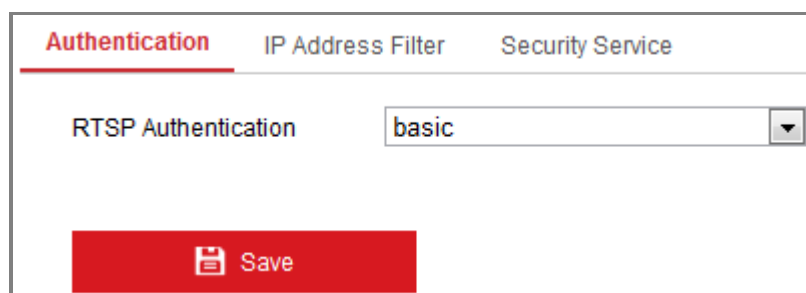 Authentication IP Address Filter Security Service
RTSP Authentication basic
Save